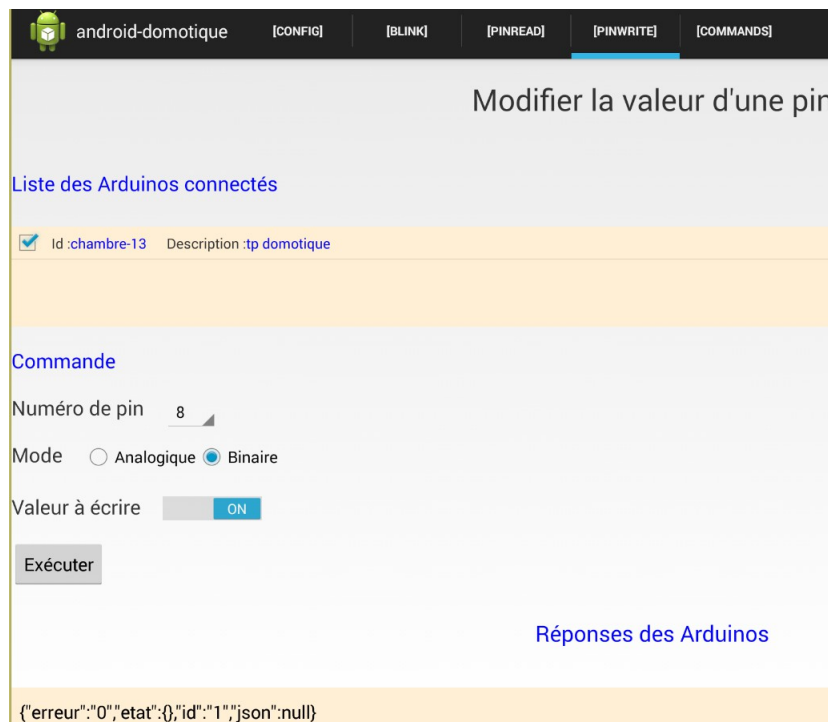 android-domotique [CONFIG] [BLINK] [PINREAD] [PINWRITE] [COMMANDS]
Modifier la valeur d'une pin
Liste des Arduinos connectés
Id :chambre-13 Description :tp domotique
Commande
Numéro de pin 8
Mode Analogique Binaire
Valeur à écrire ON
Exécuter
Réponses des Arduinos
{"erreur":"0","etat":{},"id":"1","json":null}